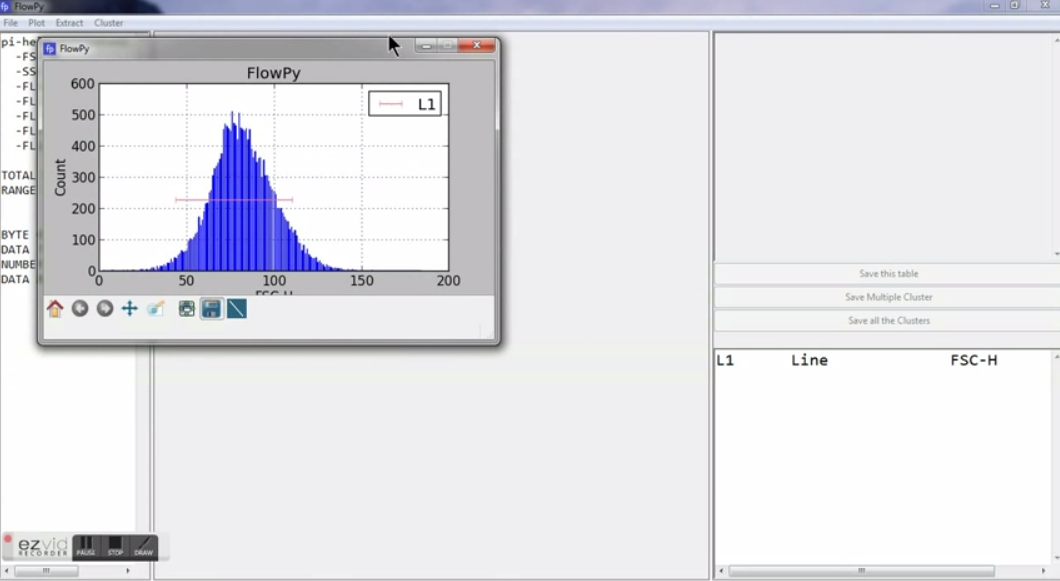 fp FlowPy
File Plot Extract Cluster
pi-he
-FS
-SS
-FL
-FL
-FL
-FL
-FL
TOTAL
RANGE
BYTE
DATA
NUMBE
DATA
fp FlowPy
FlowPy
L1
600
500
400
300
200
100
0
Count
0 50 100 150 200
FSC-H
Save this table
Save Multiple Cluster
Save all the Clusters
L1 Line FSC-H
ezvid
RECORDER
PAUSE STOP DRAW